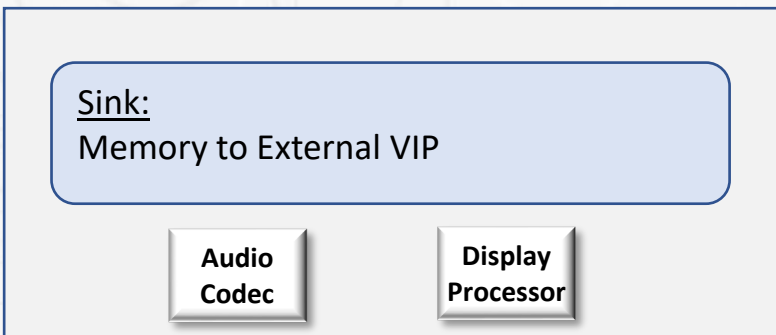 Sink:
Memory to External VIP
Audio
Codec
Display
Processor